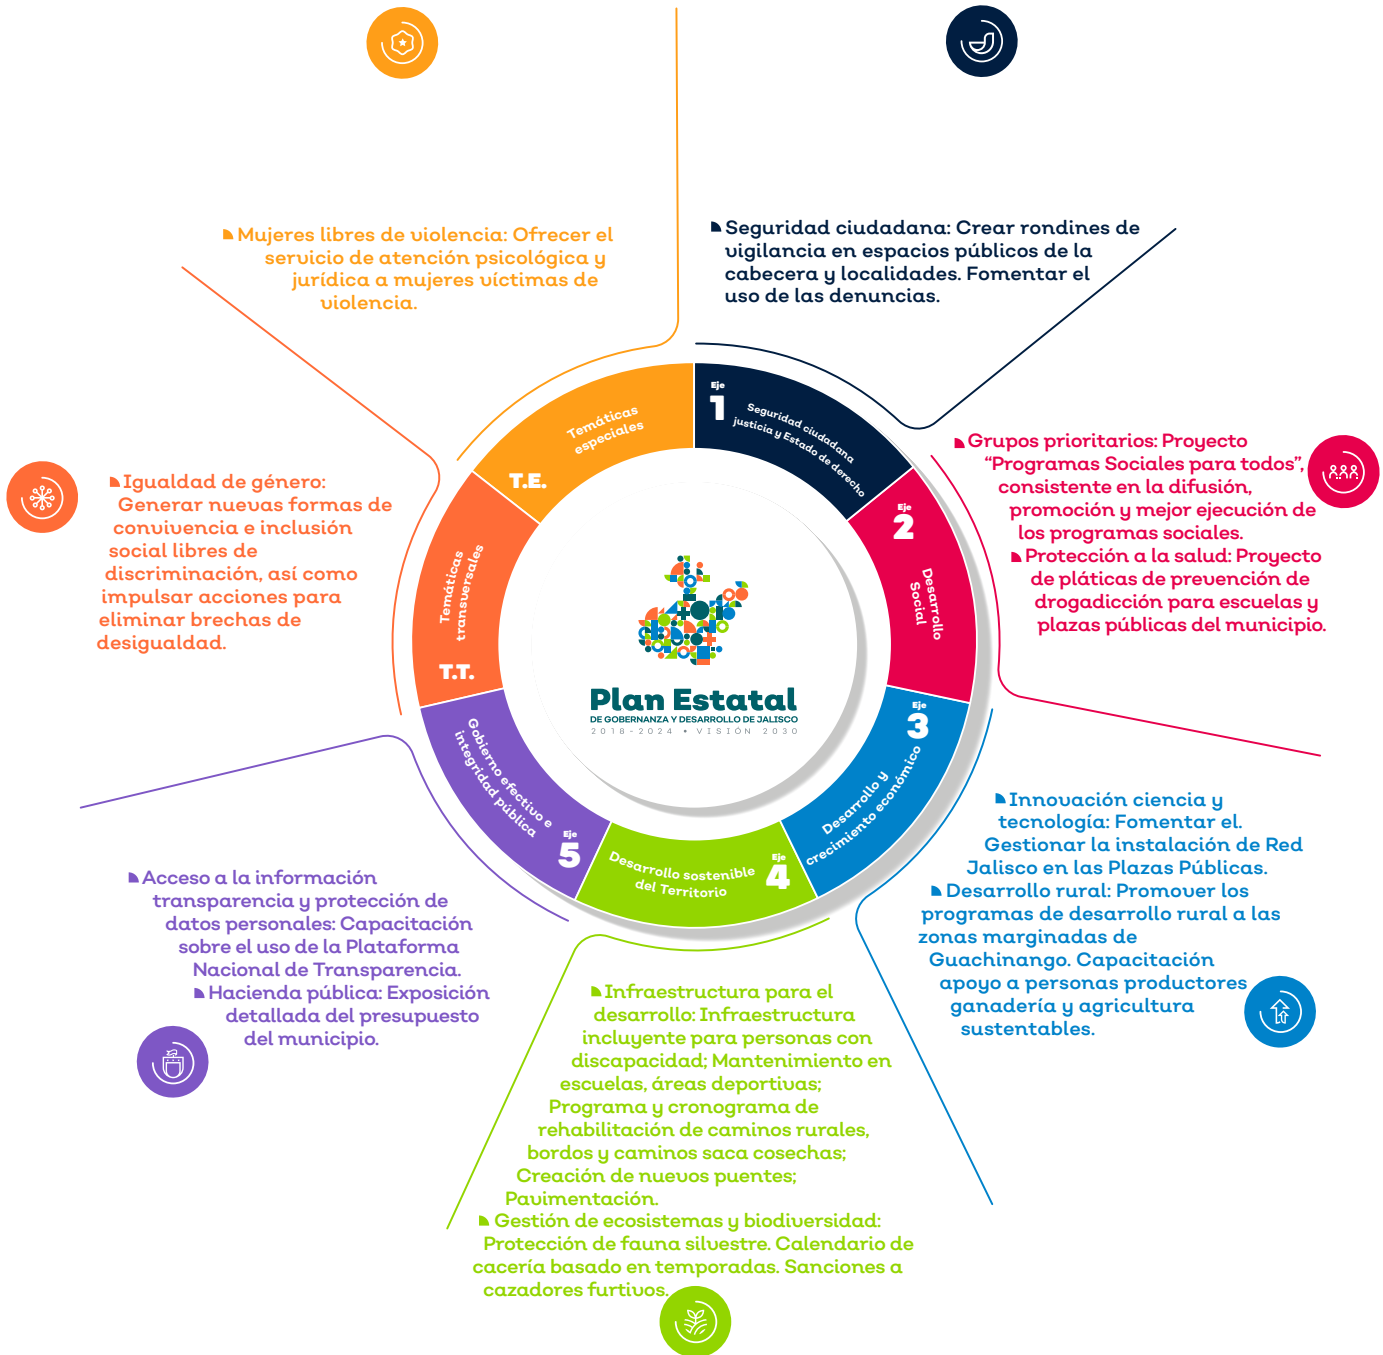 Mujeres libres de violencia: Ofrecer el
servicio de atención psicológica y
jurídica a mujeres víctimas de
violencia.
Seguridad ciudadana: Crear rondines de
vigilancia en espacios públicos de la
cabecera y localidades. Fomentar el
uso de las denuncias.
Grupos prioritarios: Proyecto
“Programas Sociales para todos”,
consistente en la difusión,
promoción y mejor ejecución de
los programas sociales.
Protección a la salud: Proyecto
de pláticas de prevención de
drogadicción para escuelas y
plazas públicas del municipio.
Igualdad de género:
Generar nuevas formas de
convivencia e inclusión
social libres de
discriminación, así como
impulsar acciones para
eliminar brechas de
desigualdad.
Temáticas
especiales
T.E.
Eje
1
Seguridad ciudadana
justicia y Estado de derecho
Eje
2
Desarrollo
Social
Temáticas
transversales
T.T.
Plan Estatal
DE GOBERNANZA Y DESARROLLO DE JALISCO
2018-2024 • VISIÓN 2030
Eje
3
Desarrollo y
crecimiento económico
Eje
4
Desarrollo sostenible
del Territorio
Gobierno efectivo e
integridad pública
Eje
5
Innovación ciencia y
tecnología: Fomentar el.
Gestionar la instalación de Red
Jalisco en las Plazas Públicas.
Desarrollo rural: Promover los
programas de desarrollo rural a las
zonas marginadas de
Guachinango. Capacitación
apoyo a personas productores
ganadería y agricultura
sustentables.
Acceso a la información
transparencia y protección de
datos personales: Capacitación
sobre el uso de la Plataforma
Nacional de Transparencia.
Hacienda pública: Exposición
detallada del presupuesto
del municipio.
Infraestructura para el
desarrollo: Infraestructura
incluyente para personas con
discapacidad; Mantenimiento en
escuelas, áreas deportivas;
Programa y cronograma de
rehabilitación de caminos rurales,
bordos y caminos saca cosechas;
Creación de nuevos puentes;
Pavimentación.
Gestión de ecosistemas y biodiversidad:
Protección de fauna silvestre. Calendario de
cacería basado en temporadas. Sanciones a
cazadores furtivos.